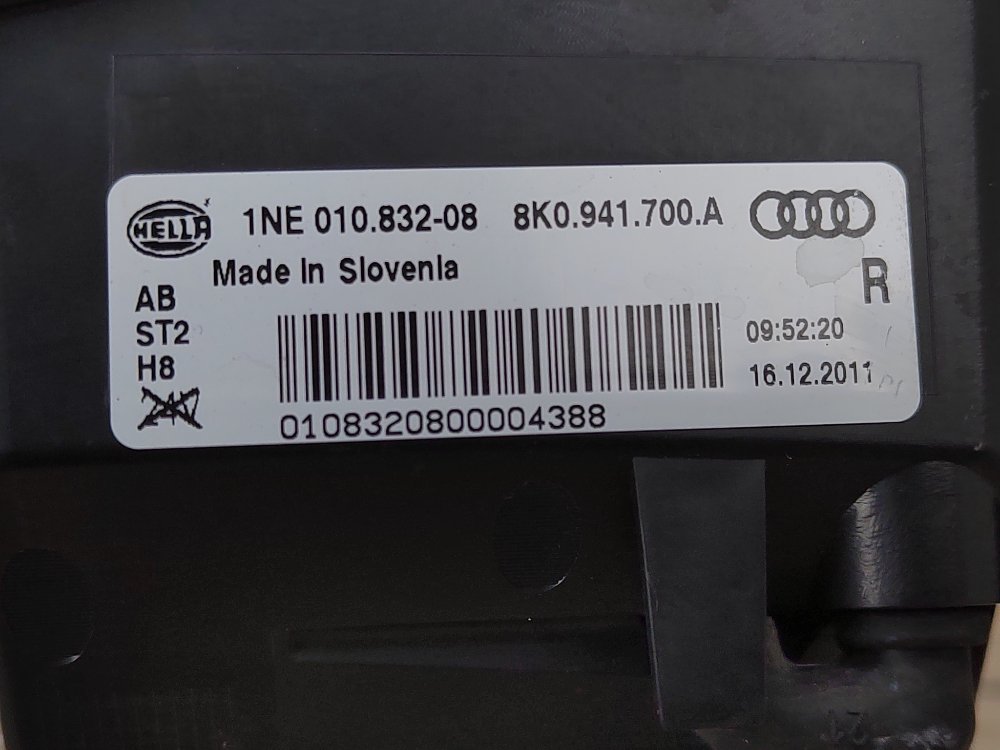 HELLA 1NE 010.832-08 8K0.941.700.A
Made In Slovenia
R
AB
ST2
H8
09:52:20
16.12.2011
0108320800004388